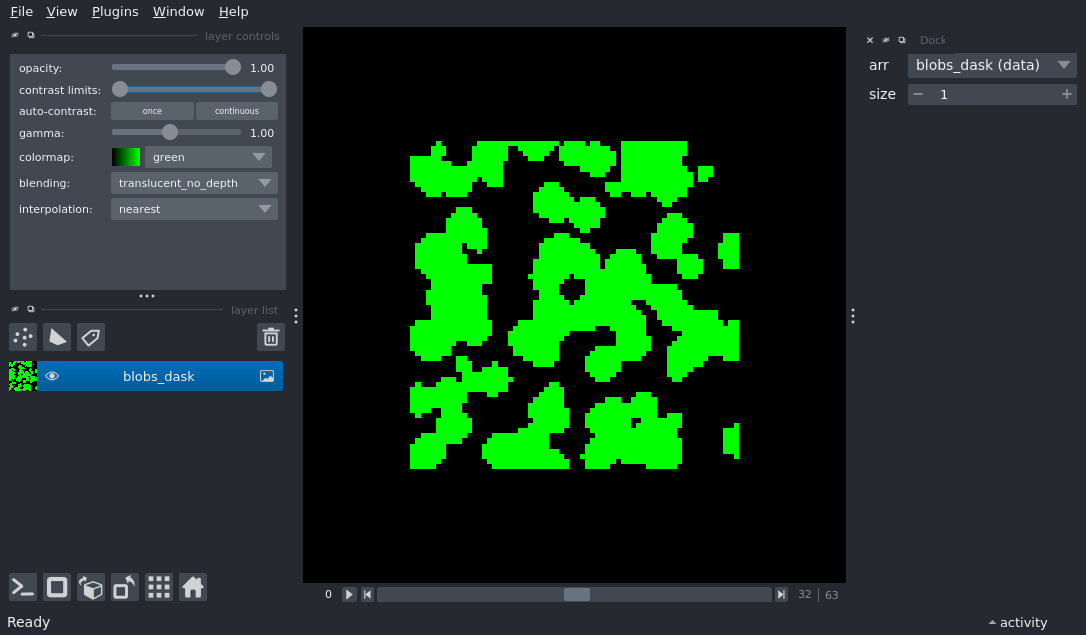 File View Plugins Window Help
layer controls
opacity: 1.00
contrast limits:
auto-contrast: once continuous
gamma: 1.00
colormap: green
blending: translucent_no_depth
interpolation: nearest
layer list
blobs_dask
0 32 63
Dock
arr blobs_dask (data)
size 1
Ready
activity